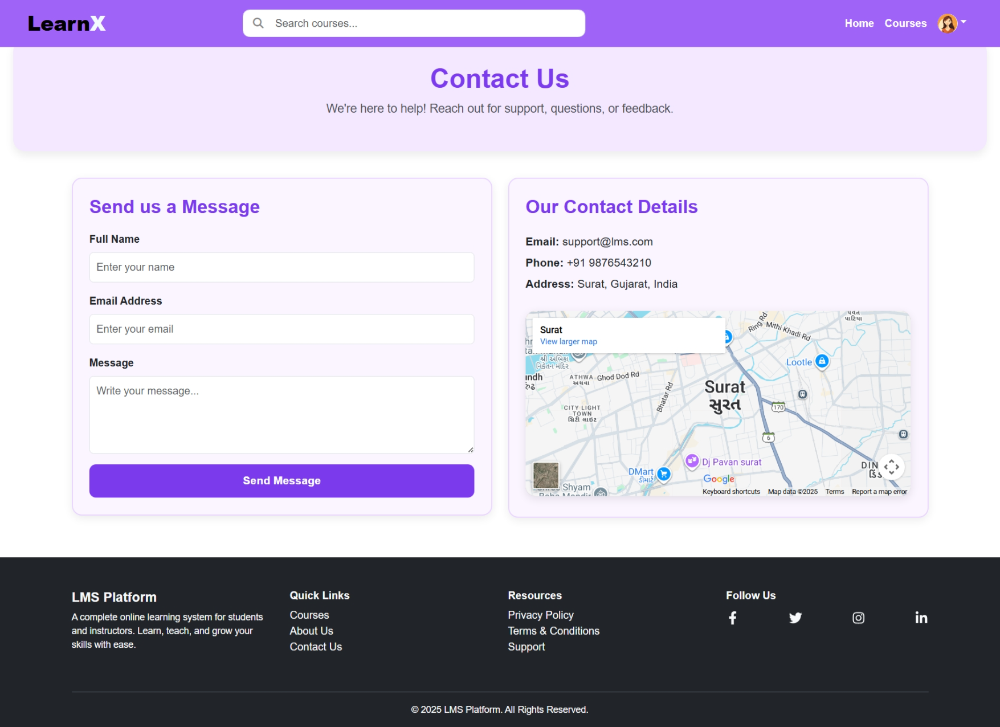 LearnX
Search courses...
Home
Courses
Contact Us
We're here to help! Reach out for support, questions, or feedback.
Send us a Message
Full Name
Enter your name
Email Address
Enter your email
Message
Write your message...
Send Message
Our Contact Details
Email: support@lms.com
Phone: +91 9876543210
Address: Surat, Gujarat, India
Surat
View larger map
Ring Rd
Mithi Khadi Rd
Lootle
શ્રી અંબિકા
નિકેતન મંદિર
ATHWA
અથવા
Ghod Dod Rd
Bhatar Rd
Surat
સુરત
170
CITY LIGHT
TOWN
સિટી લાઇટ
6
Dj Pavan surat
DMart
ડીમાર્ટ
Shyam
Google
Keyboard shortcuts
Map data ©2025
Terms
Report a map error
LMS Platform
A complete online learning system for students
and instructors. Learn, teach, and grow your
skills with ease.
Quick Links
Courses
About Us
Contact Us
Resources
Privacy Policy
Terms & Conditions
Support
Follow Us
© 2025 LMS Platform. All Rights Reserved.